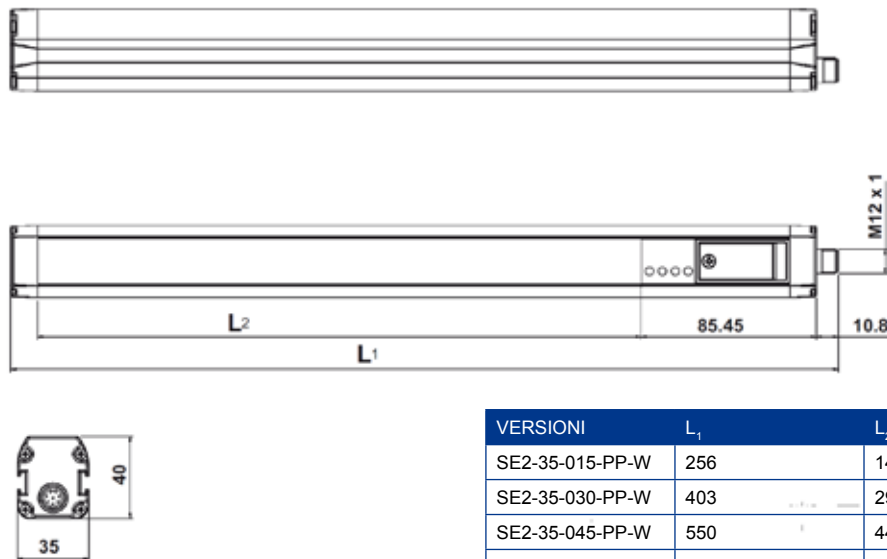 M12 x 1
L2
85.45
10.8
L1
40
35
VERSIONI L1
SE2-35-015-PP-W 256
SE2-35-030-PP-W 403
SE2-35-045-PP-W 550